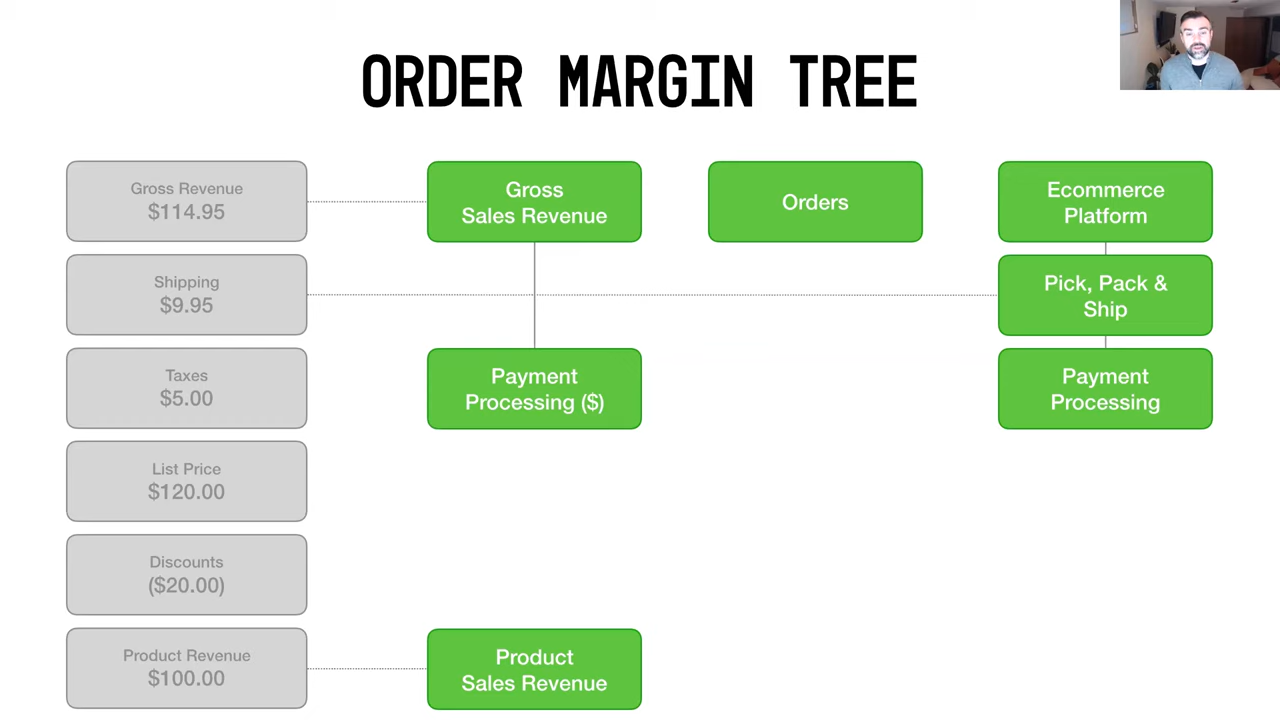 ORDER MARGIN TREE
Gross Revenue
$114.95
Gross
Sales Revenue
Orders
Ecommerce
Platform
Shipping
$9.95
Pick, Pack &
Ship
Taxes
$5.00
Payment
Processing ($)
Payment
Processing
List Price
$120.00
Discounts
($20.00)
Product Revenue
$100.00
Product
Sales Revenue